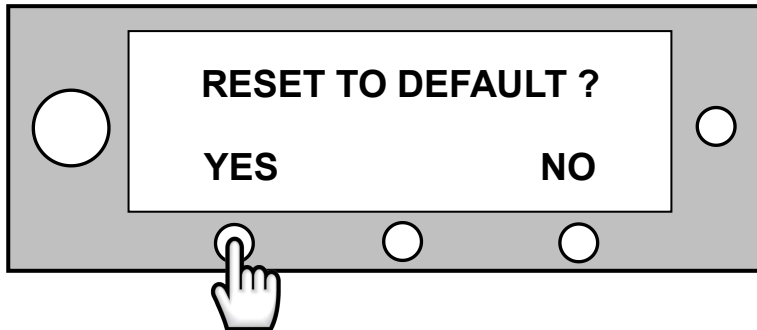 RESET TO DEFAULT ?
YES NO